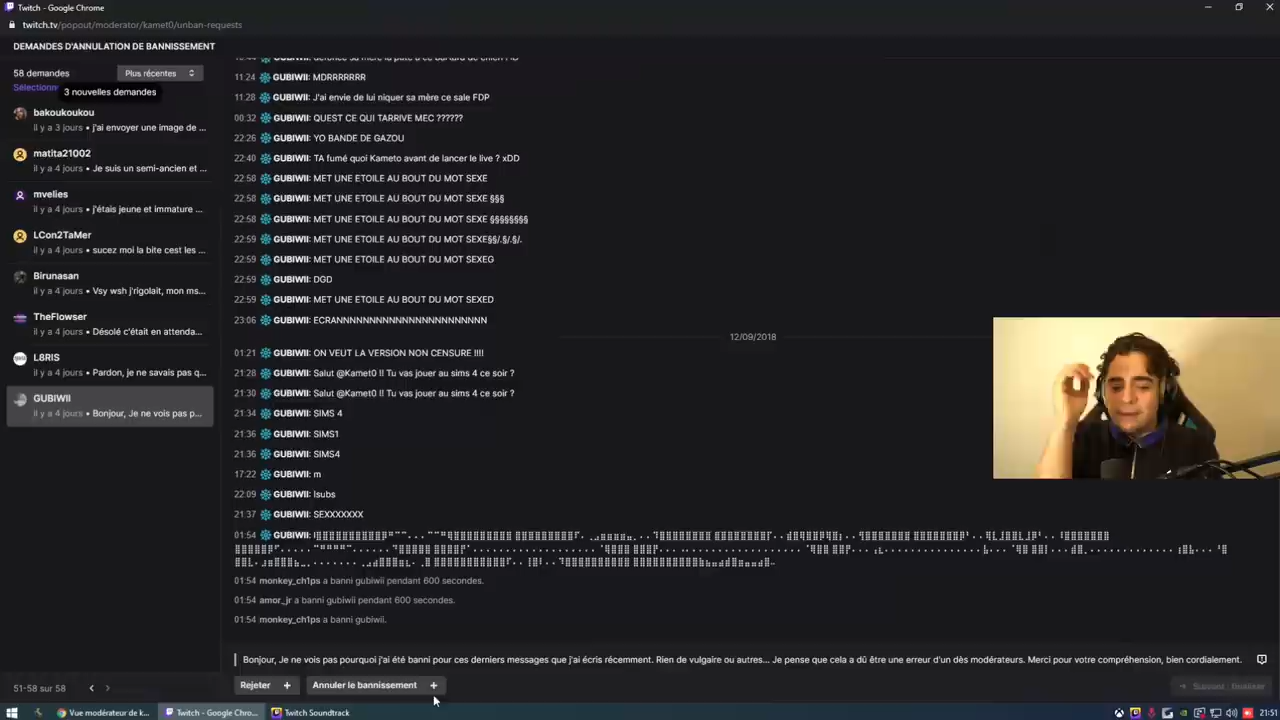 Twitch - Google Chrome
twitch.tv/popout/moderator/kamet0/unban-requests
DEMANDES D'ANNULATION DE BANNISSEMENT
58 demandes
Plus récentes
3 nouvelles demandes
bakoukoukou
il y a 3 jours • j'ai envoyer une image de ...
matita21002
il y a 4 jours • Je suis un semi-ancien et ...
mvelies
il y a 4 jours • j'étais jeune et immature ...
LCon2TaMer
il y a 4 jours • sucez moi la bite cest les ...
Birunasan
il y a 4 jours • Vsy wsh j'rigolait, mon ms...
TheFlowser
il y a 4 jours • Désolé c'était en attenda...
L8RIS
il y a 4 jours • Pardon, je ne savais pas q...
GUBIWII
il y a 4 jours • Bonjour, Je ne vois pas p...
51-58 sur 58
11:24 GUBIWII: MDRRRRRRR
11:28 GUBIWII: J'ai envie de lui niquer sa mère ce sale FDP
00:32 GUBIWII: QUEST CE QUI TARRIVE MEC ??????
22:26 GUBIWII: YO BANDE DE GAZOU
22:40 GUBIWII: TA fumé quoi Kameto avant de lancer le live ? xDD
22:58 GUBIWII: MET UNE ETOILE AU BOUT DU MOT SEXE
22:58 GUBIWII: MET UNE ETOILE AU BOUT DU MOT SEXE §§§
22:58 GUBIWII: MET UNE ETOILE AU BOUT DU MOT SEXE §§§§§§§§
22:59 GUBIWII: MET UNE ETOILE AU BOUT DU MOT SEXE§§/.§/.§/.
22:59 GUBIWII: MET UNE ETOILE AU BOUT DU MOT SEXEG
22:59 GUBIWII: DGD
22:59 GUBIWII: MET UNE ETOILE AU BOUT DU MOT SEXED
23:06 GUBIWII: ECRANNNNNNNNNNNNNNNNNNNNNNN
12/09/2018
01:21 GUBIWII: ON VEUT LA VERSION NON CENSURE !!!!
21:28 GUBIWII: Salut @Kamet0 !! Tu vas jouer au sims 4 ce soir ?
21:30 GUBIWII: Salut @Kamet0 !! Tu vas jouer au sims 4 ce soir ?
21:34 GUBIWII: SIMS 4
21:36 GUBIWII: SIMS1
21:36 GUBIWII: SIMS4
17:22 GUBIWII: m
22:09 GUBIWII: !subs
21:37 GUBIWII: SEXXXXXXX
01:54 GUBIWII:
01:54 monkey_ch1ps a banni gubiwii pendant 600 secondes.
01:54 amor_jr a banni gubiwii pendant 600 secondes.
01:54 monkey_ch1ps a banni gubiwii.
Bonjour, Je ne vois pas pourquoi j'ai été banni pour ces derniers messages que j'ai écris récemment. Rien de vulgaire ou autres... Je pense que cela a dû être une erreur d'un dès modérateurs. Merci pour votre compréhension, bien cordialement.
Rejeter + Annuler le bannissement +
Vue modérateur de k... Twitch - Google Chro... Twitch Soundtrack 21:51